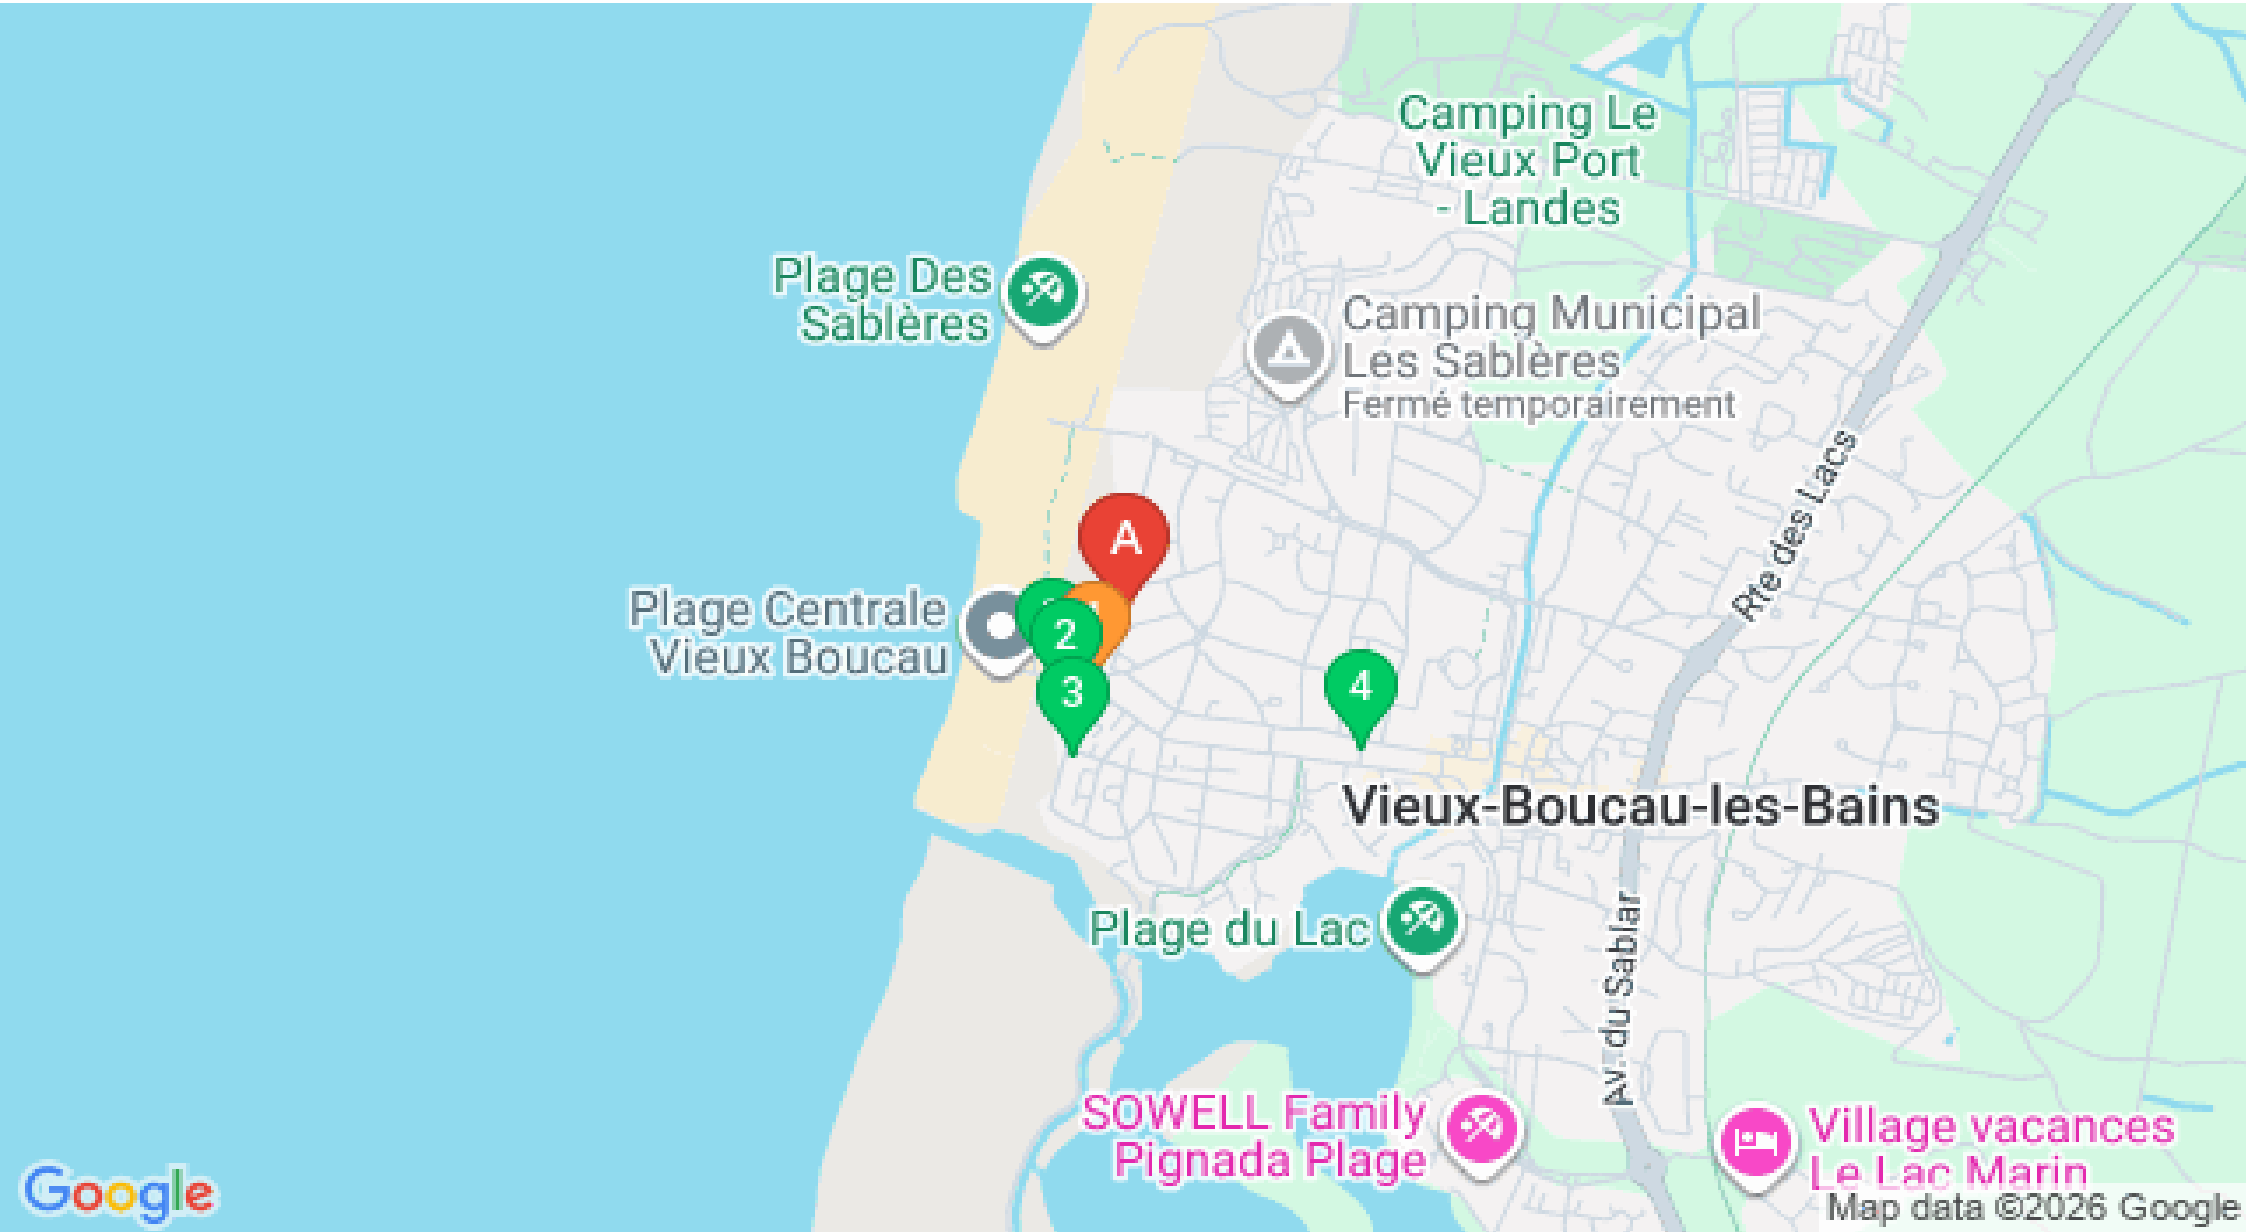 Camping Le
Vieux Port
- Landes
Plage Des
Sablères
Camping Municipal
Les Sablères
Fermé temporairement
Rte des Lacs
A
Plage Centrale
Vieux Boucau
2
3
4
Vieux-Boucau-les-Bains
Plage du Lac
Av. du Sablar
SOWELL Family
Pignada Plage
Village vacances
Le Lac Marin
Google
Map data ©2026 Google